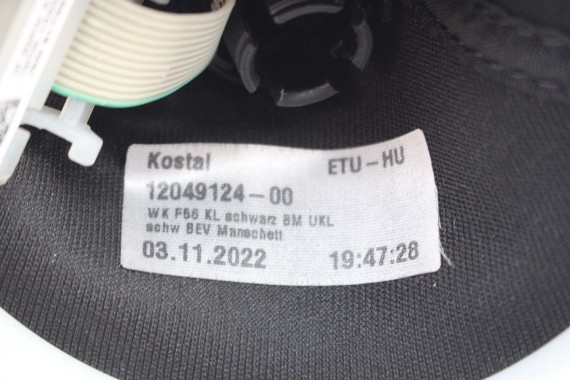 Kostal ETU-HU
12049124-00
WK F56 KL schwarz BM UKL
schw BEV Manschett
03.11.2022 19:47:28